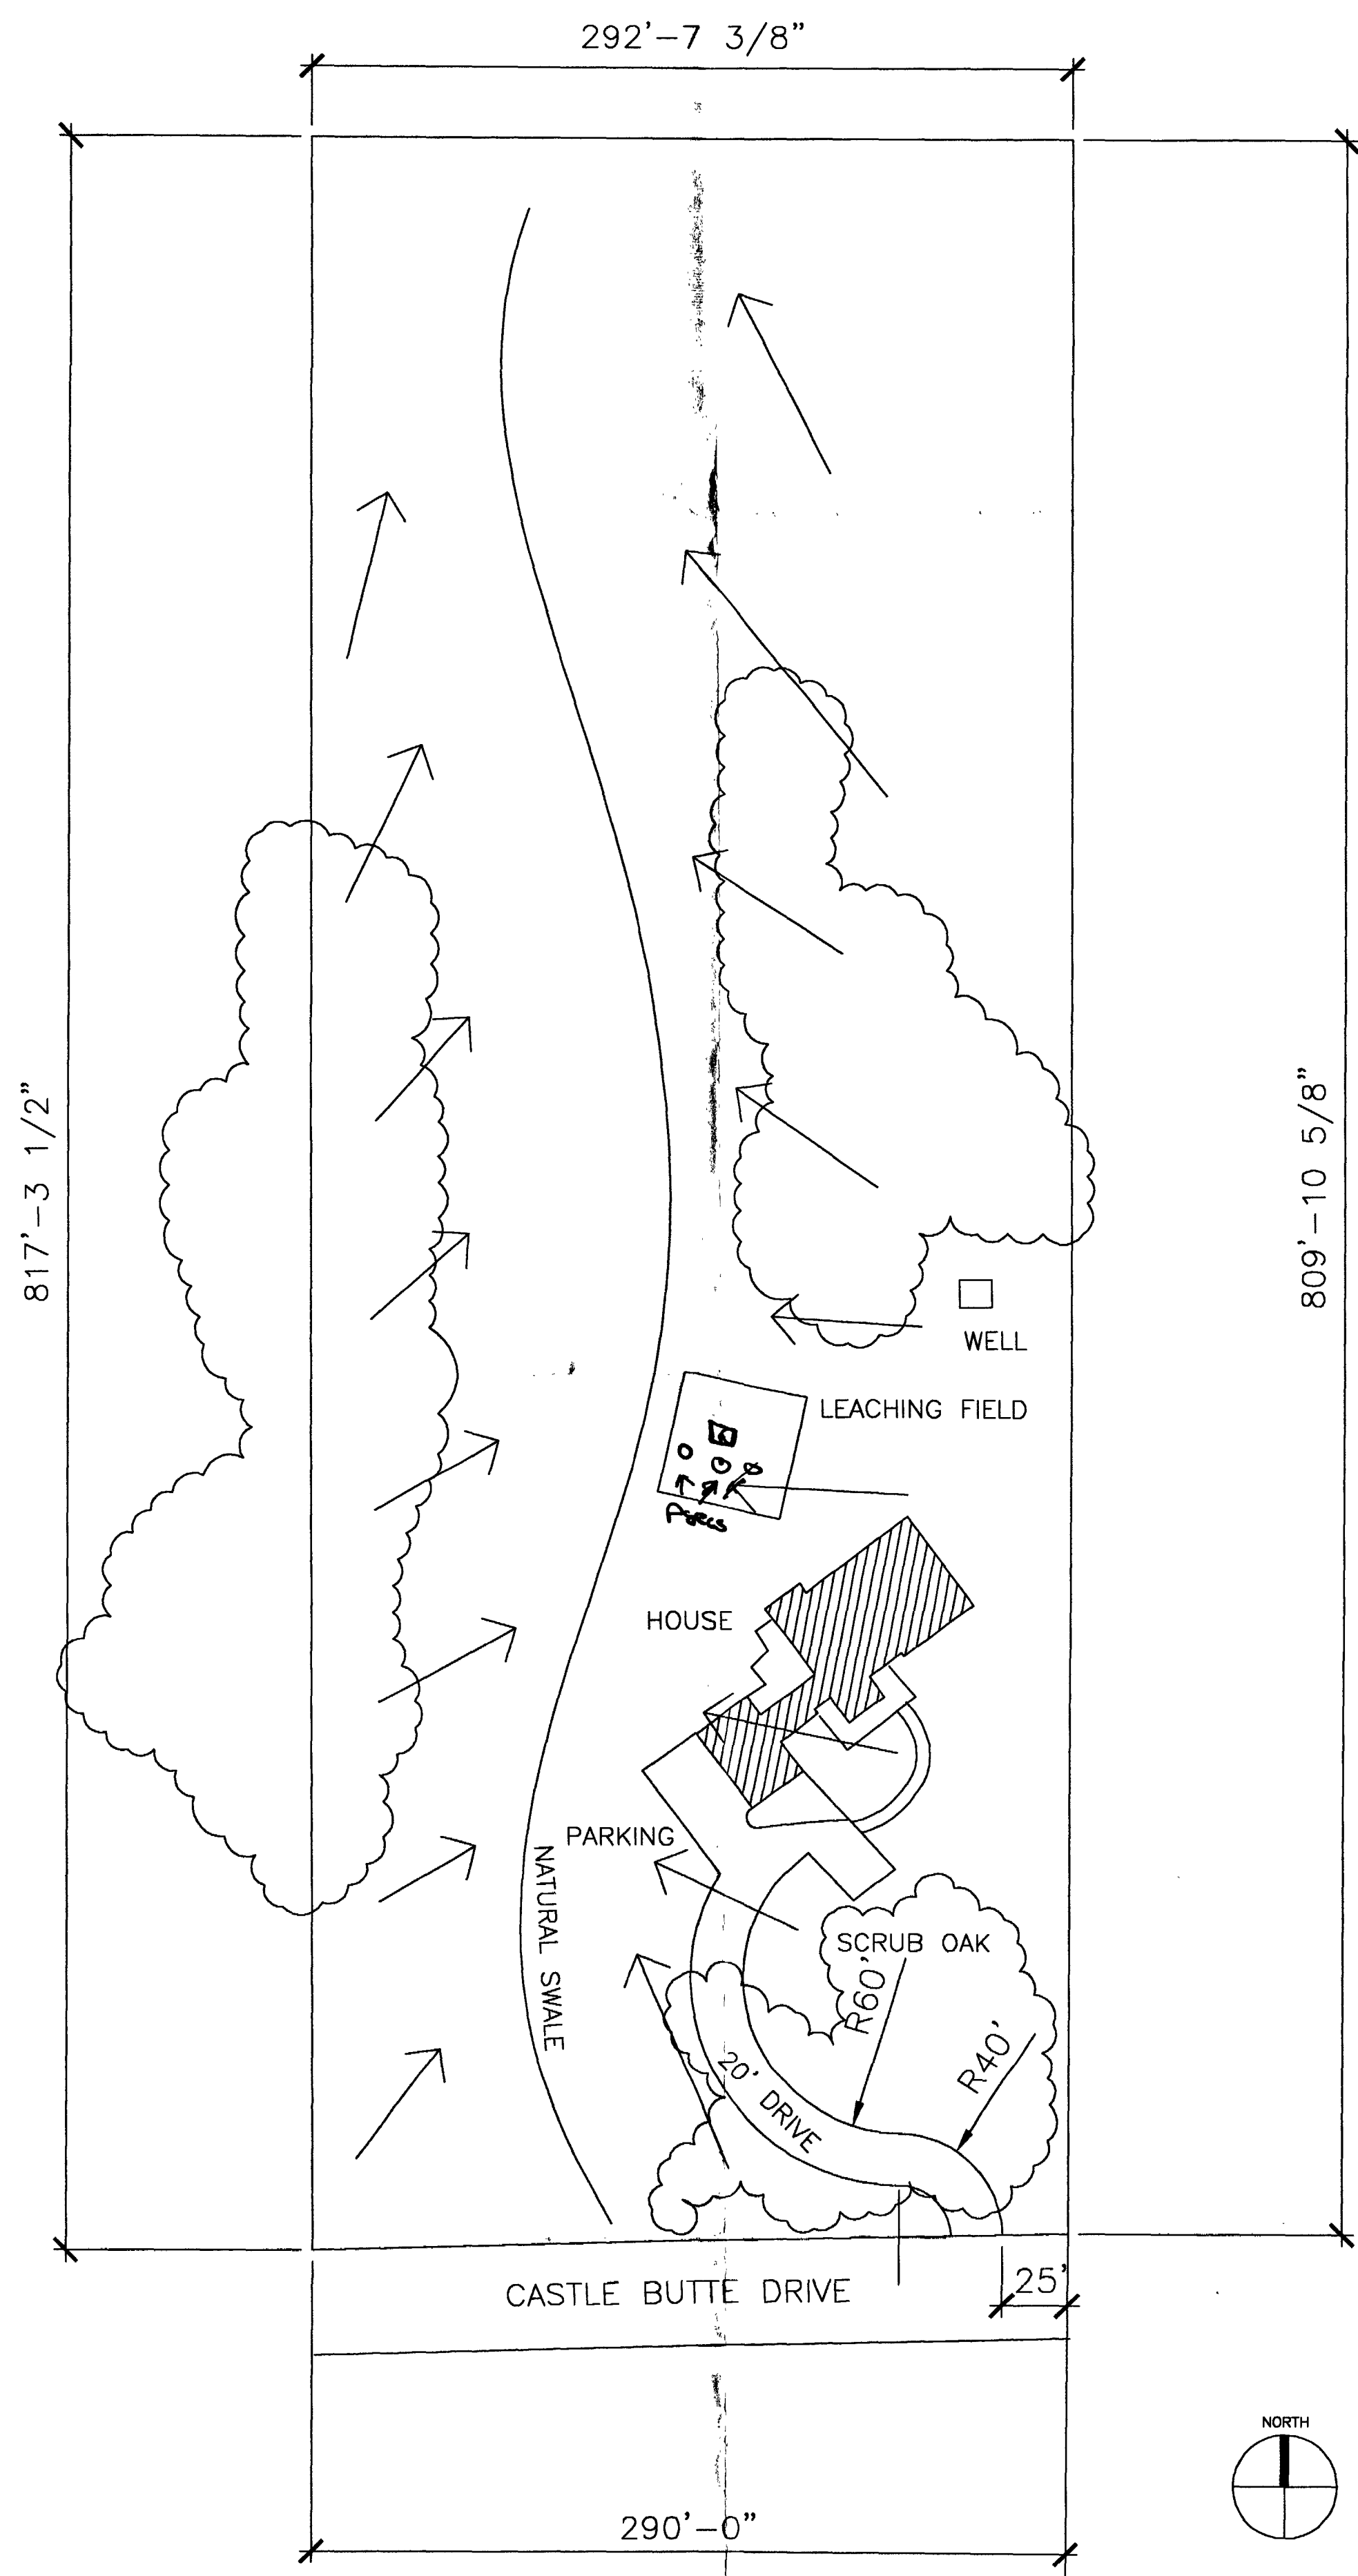 292'-7 3/8"
817'-3 1/2"
809'-10 5/8"
WELL
LEACHING FIELD
HOUSE
PARKING
NATURAL SWALE
SCRUB OAK
R60'
R40'
20' DRIVE
CASTLE BUTTE DRIVE
25'
NORTH
290'-0"